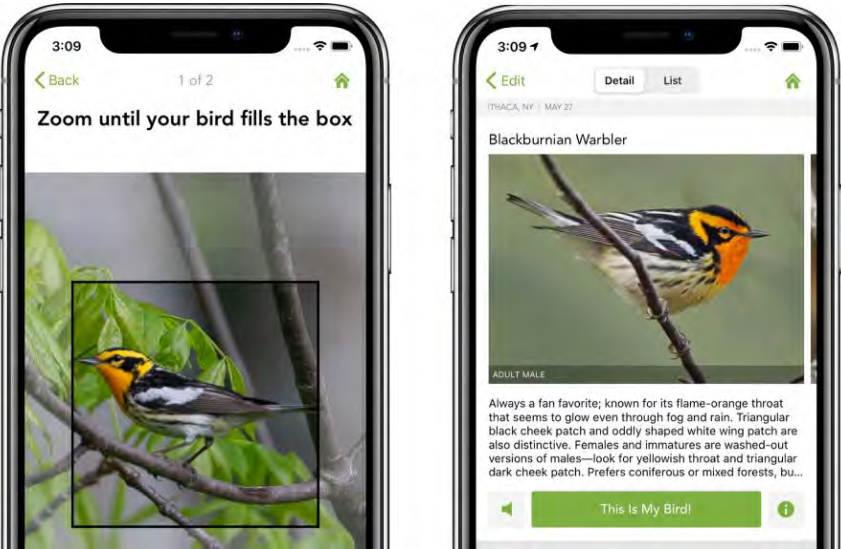 3:09
Back
1 of 2
Zoom until your bird fills the box
3:09
Edit
Detail
List
ITHACA, NY | MAY 27
Blackburnian Warbler
ADULT MALE
Always a fan favorite; known for its flame-orange throat
that seems to glow even through fog and rain. Triangular
black cheek patch and oddly shaped white wing patch are
also distinctive. Females and immatures are washed-out
versions of males—look for yellowish throat and triangular
dark cheek patch. Prefers coniferous or mixed forests, bu...
This Is My Bird!